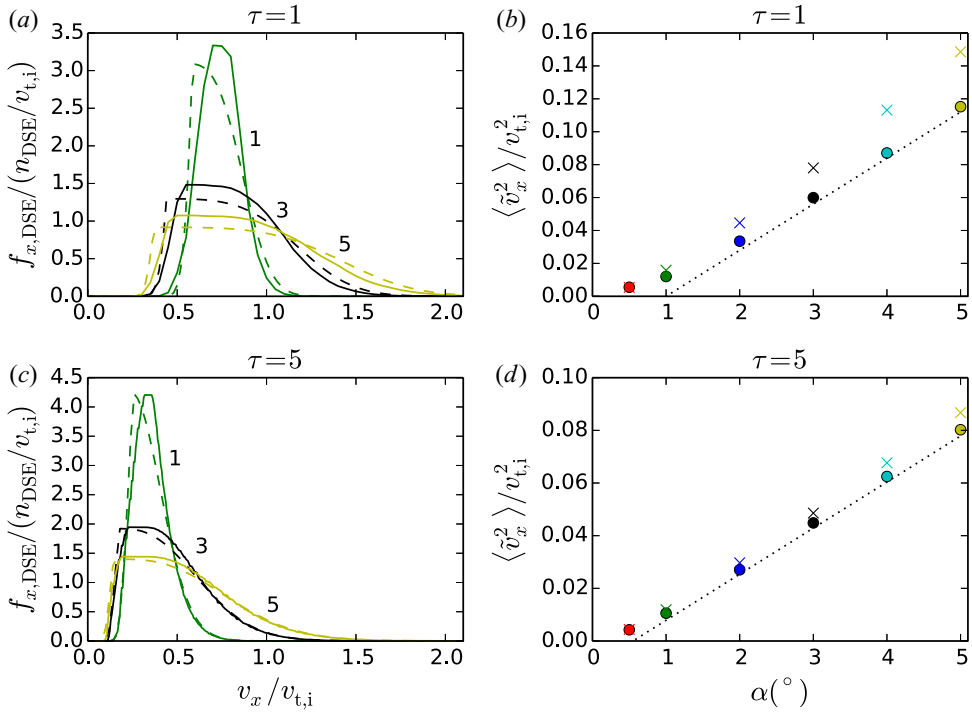 (a) τ=1
3.5
3.0
2.5
2.0
1.5
1.0
0.5
0.0
f_{x,DSE}/(n_{DSE}/v_{t,i})
1
3
5
0.0 0.5 1.0 1.5 2.0
(b) τ=1
0.16
0.14
0.12
0.10
0.08
0.06
0.04
0.02
0.00
⟨ṽ_x^2⟩/v_{t,i}^2
0 1 2 3 4 5
(c) τ=5
4.5
4.0
3.5
3.0
2.5
2.0
1.5
1.0
0.5
0.0
f_{x,DSE}/(n_{DSE}/v_{t,i})
1
3
5
0.0 0.5 1.0 1.5 2.0
v_x/v_{t,i}
(d) τ=5
0.10
0.08
0.06
0.04
0.02
0.00
⟨ṽ_x^2⟩/v_{t,i}^2
0 1 2 3 4 5
α(°)